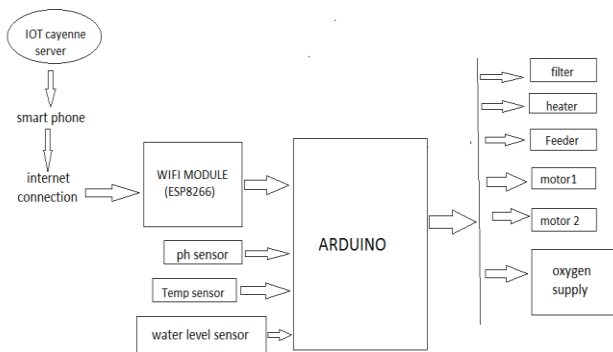 IOT cayenne
server
smart phone
internet
connection
WIFI MODULE
(ESP8266)
ph sensor
Temp sensor
water level sensor
ARDUINO
filter
heater
Feeder
motor1
motor 2
oxygen
supply